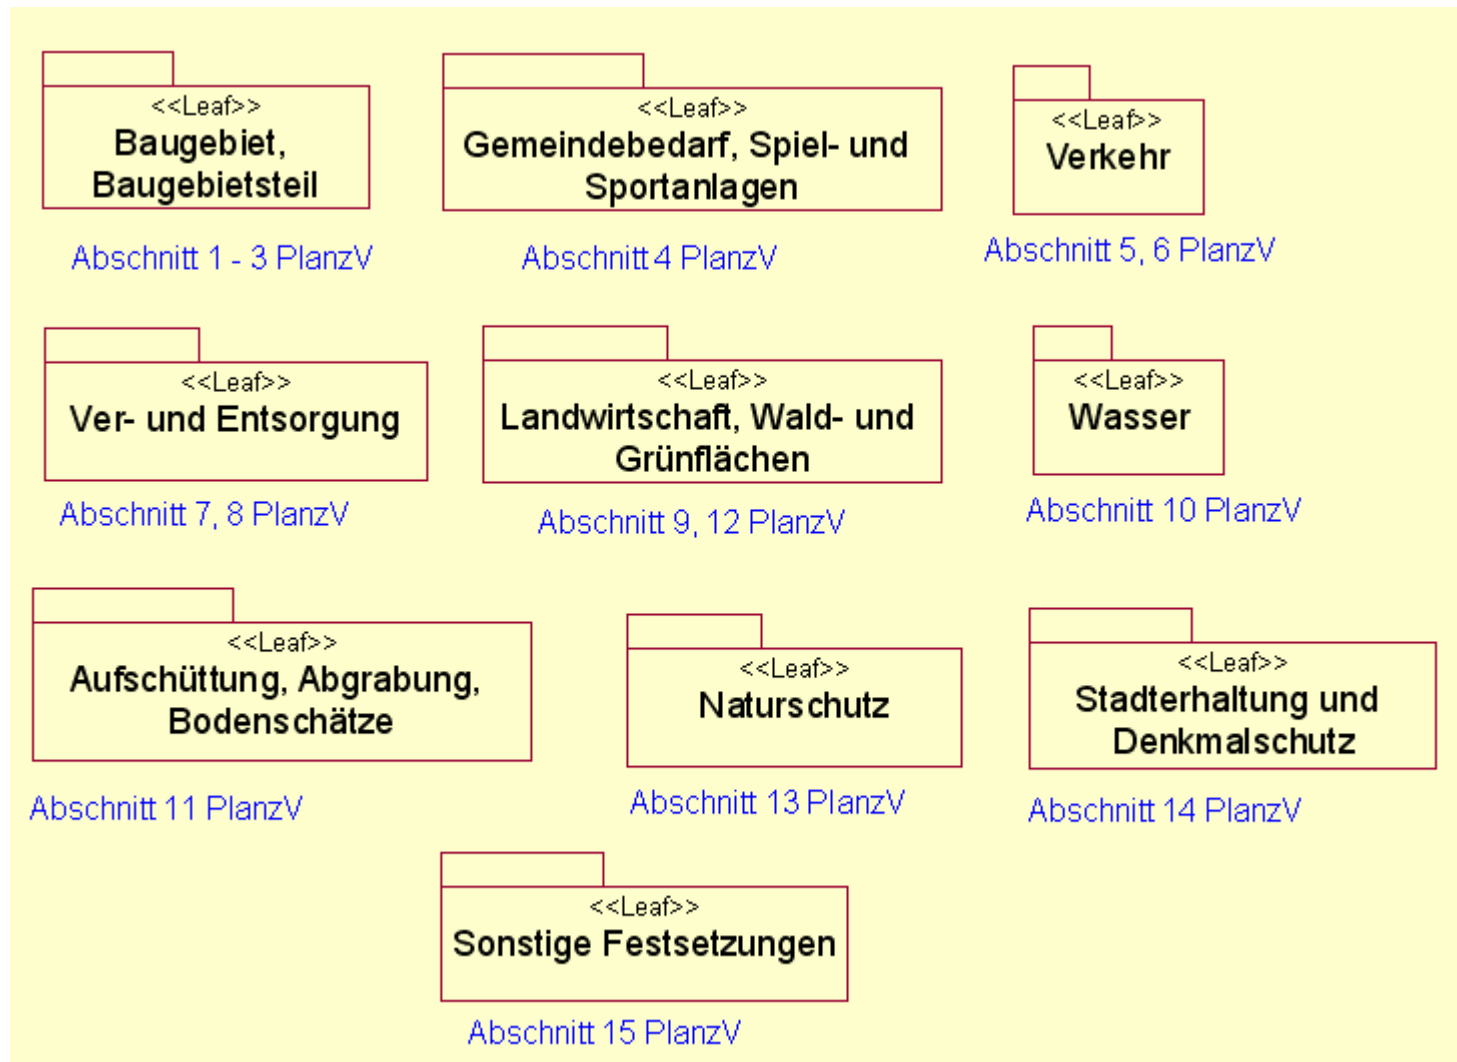 <<Leaf>>
Baugebiet,
Baugebietsteil
Abschnitt 1 - 3 PlanzV
<<Leaf>>
Gemeindebedarf, Spiel- und
Sportanlagen
Abschnitt 4 PlanzV
<<Leaf>>
Verkehr
Abschnitt 5, 6 PlanzV
<<Leaf>>
Ver- und Entsorgung
Abschnitt 7, 8 PlanzV
<<Leaf>>
Landwirtschaft, Wald- und
Grünflächen
Abschnitt 9, 12 PlanzV
<<Leaf>>
Wasser
Abschnitt 10 PlanzV
<<Leaf>>
Aufschüttung, Abgrabung,
Bodenschätze
Abschnitt 11 PlanzV
<<Leaf>>
Naturschutz
Abschnitt 13 PlanzV
<<Leaf>>
Stadterhaltung und
Denkmalschutz
Abschnitt 14 PlanzV
<<Leaf>>
Sonstige Festsetzungen
Abschnitt 15 PlanzV